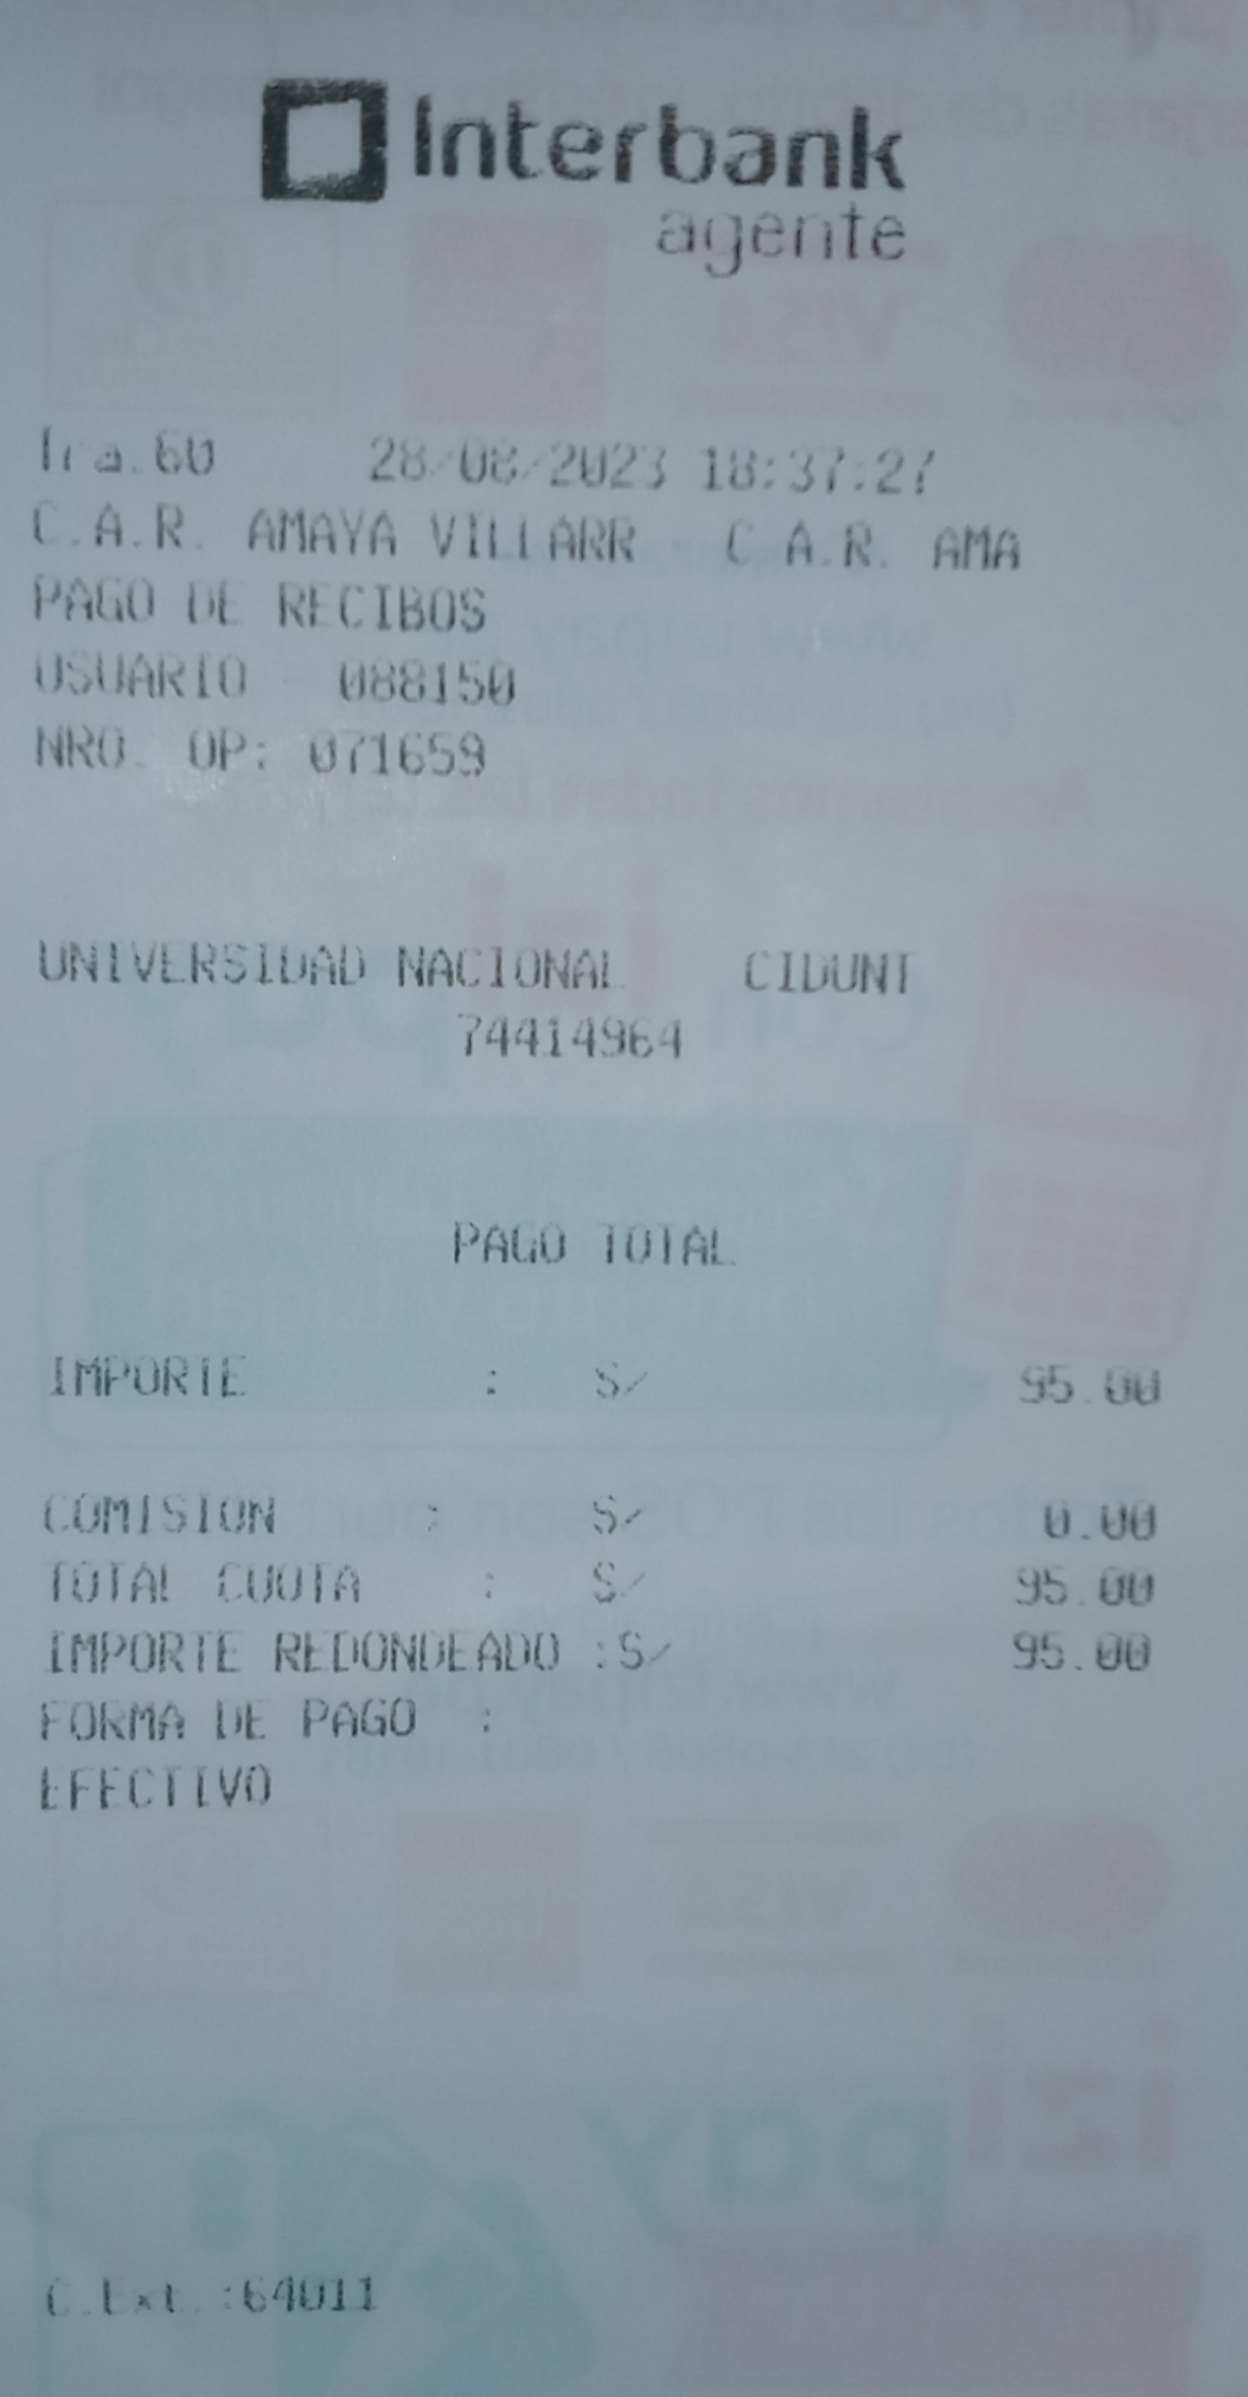 Interbank
agente
Tra.60 28/08/2023 18:37:27
C.A.R. AMAYA VILLARR C.A.R. AMA
PAGO DE RECIBOS
USUARIO 088150
NRO. OP: 071659
UNIVERSIDAD NACIONAL CIDUNT
74414964
PAGO TOTAL
IMPORTE : S/ 95.00
COMISION : S/ 0.00
TOTAL CUOTA : S/ 95.00
IMPORTE REDONDEADO :S/ 95.00
FORMA DE PAGO :
EFECTIVO
C.Ext.:64011